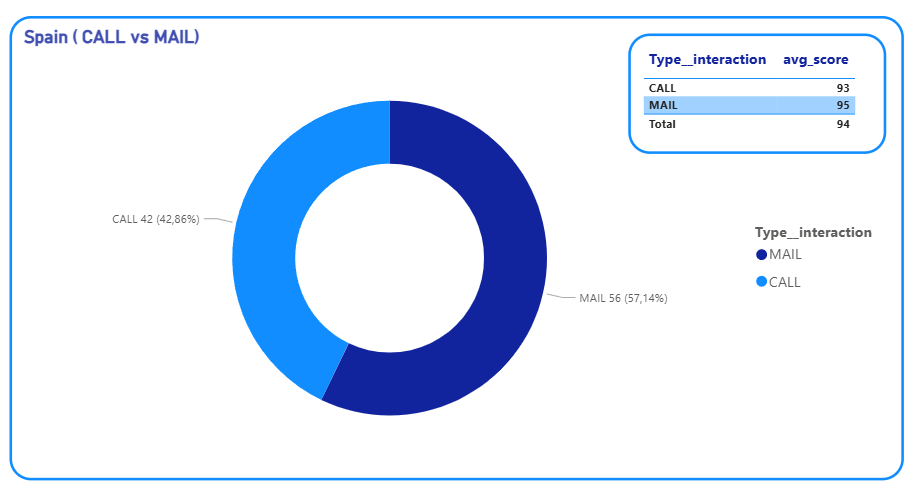 Spain ( CALL vs MAIL)
Type__interaction avg_score
CALL 93
MAIL 95
Total 94
CALL 42 (42,86%)
MAIL 56 (57,14%)
Type__interaction
MAIL
CALL